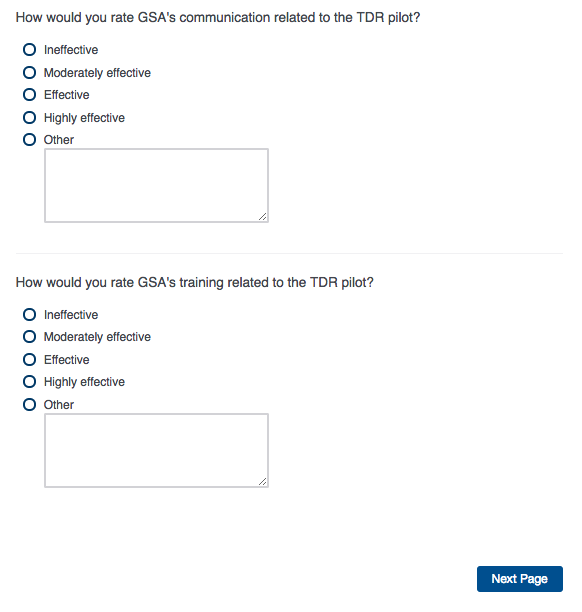 How would you rate GSA's communication related to the TDR pilot?
Ineffective
Moderately effective
Effective
Highly effective
Other
How would you rate GSA's training related to the TDR pilot?
Ineffective
Moderately effective
Effective
Highly effective
Other
Next Page